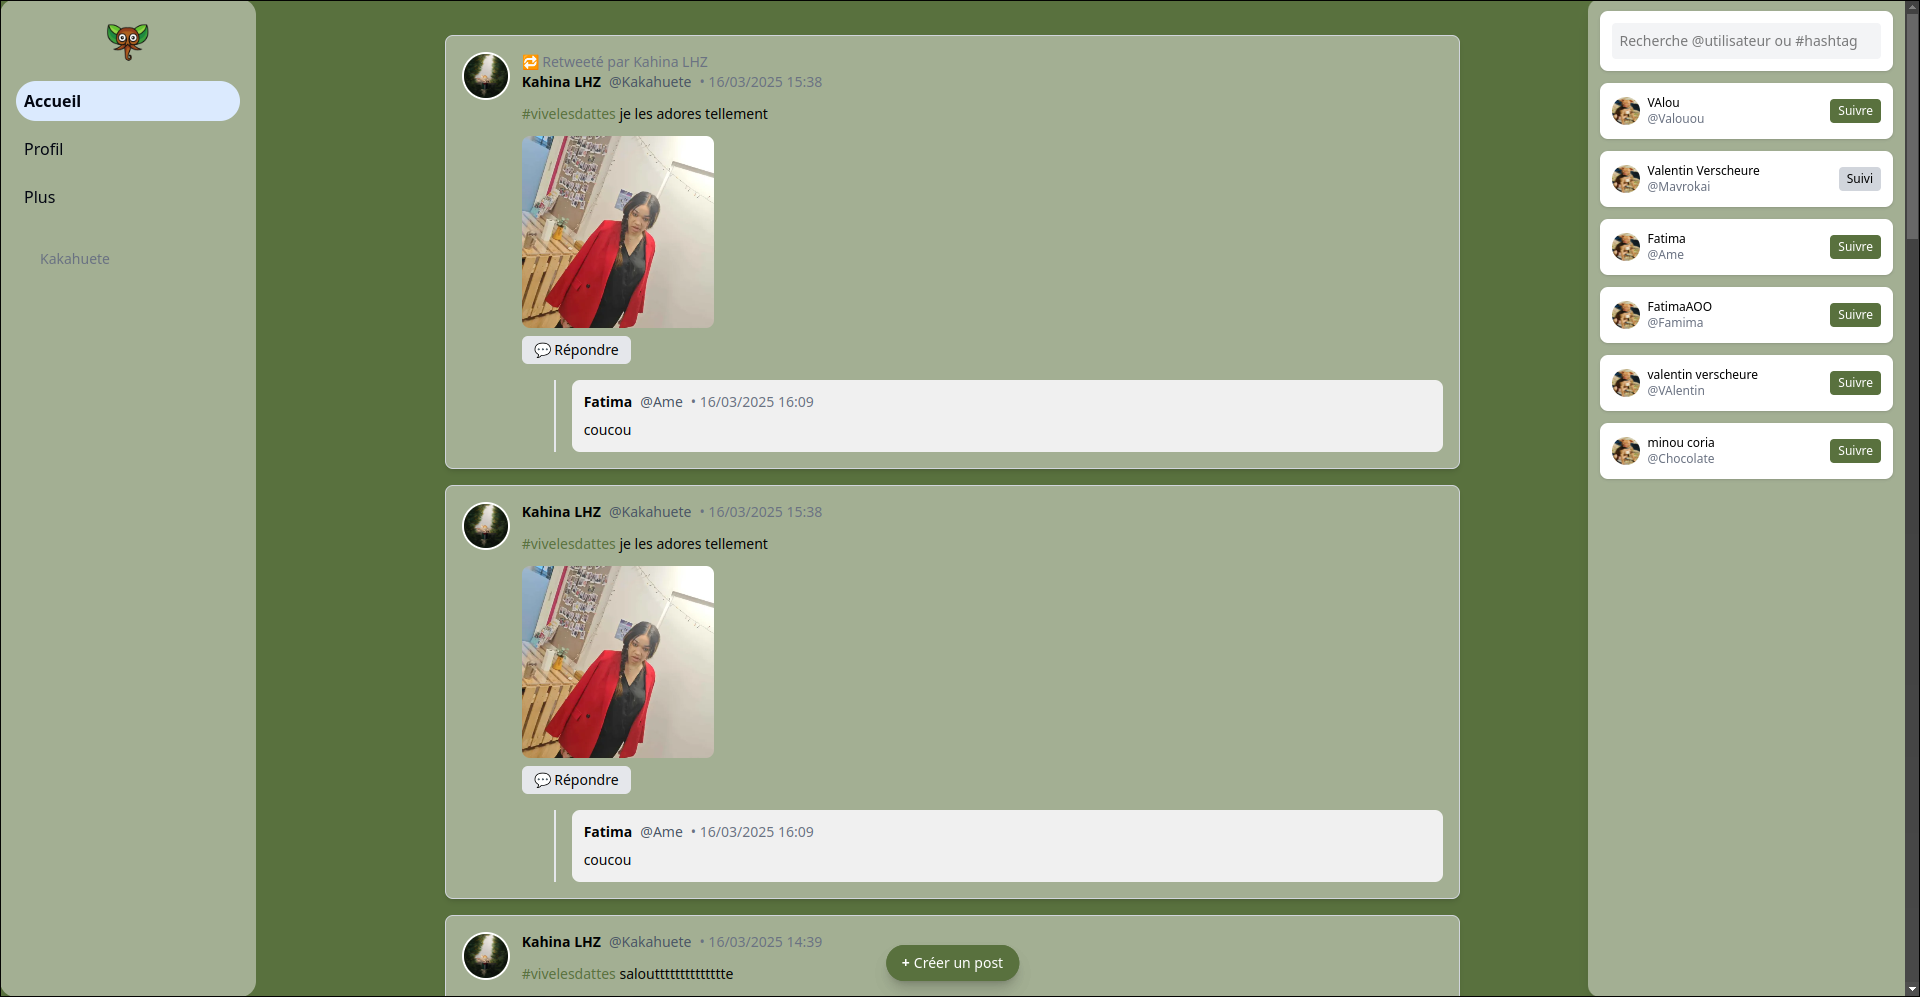 Accueil
Profil
Plus
Kakahuete
🔁 Retweeté par Kahina LHZ
Kahina LHZ @Kakahuete • 16/03/2025 15:38
#vivelesdattes je les adores tellement
💬 Répondre
Fatima @Ame • 16/03/2025 16:09
coucou
Kahina LHZ @Kakahuete • 16/03/2025 15:38
#vivelesdattes je les adores tellement
💬 Répondre
Fatima @Ame • 16/03/2025 16:09
coucou
Kahina LHZ @Kakahuete • 16/03/2025 14:39
#vivelesdattes salouttttttttttttttte
+ Créer un post
Recherche @utilisateur ou #hashtag
VAlou
@Valouou
Suivre
Valentin Verscheure
@Mavrokai
Suivi
Fatima
@Ame
Suivre
FatimaAOO
@Famima
Suivre
valentin verscheure
@VAlentin
Suivre
minou coria
@Chocolate
Suivre